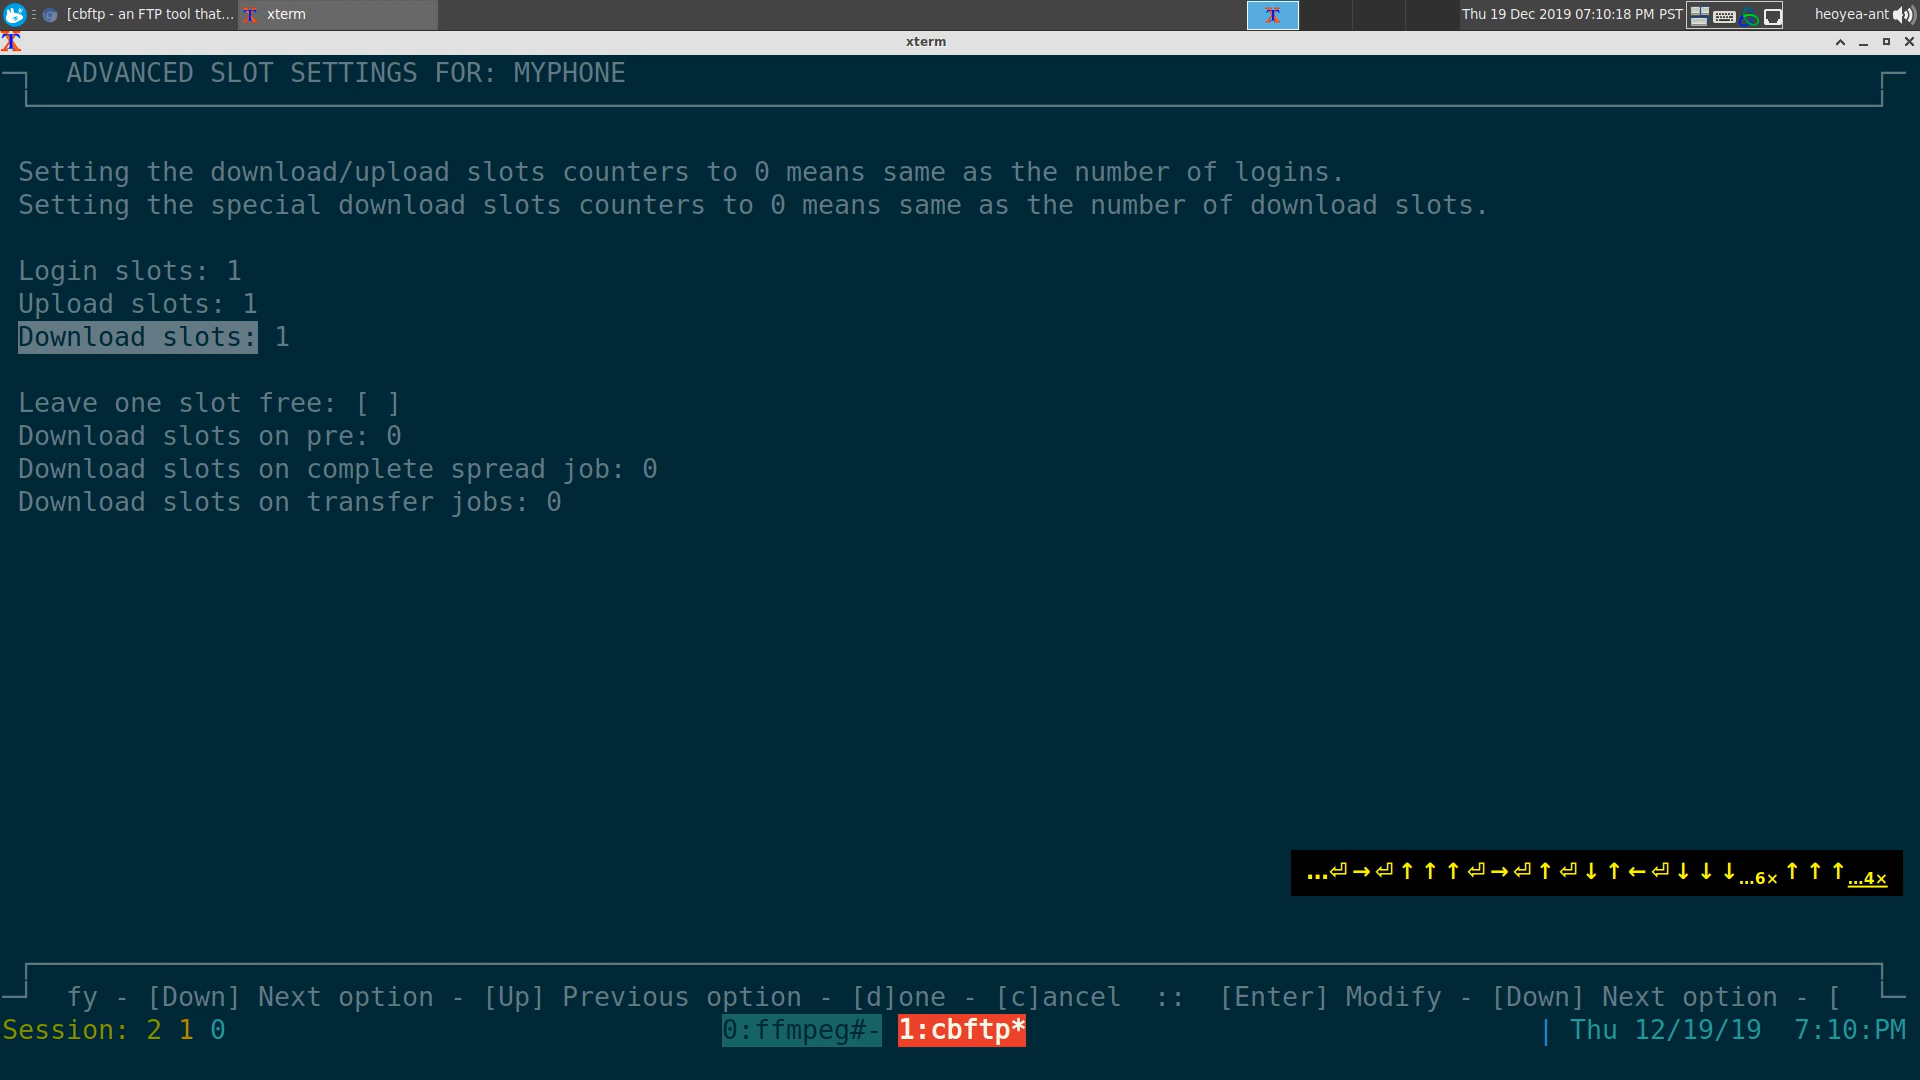 [cbftp - an FTP tool that... xterm Thu 19 Dec 2019 07:10:18 PM PST heoyea-ant
xterm
ADVANCED SLOT SETTINGS FOR: MYPHONE
Setting the download/upload slots counters to 0 means same as the number of logins.
Setting the special download slots counters to 0 means same as the number of download slots.
Login slots: 1
Upload slots: 1
Download slots: 1
Leave one slot free: [ ]
Download slots on pre: 0
Download slots on complete spread job: 0
Download slots on transfer jobs: 0
…⏎→⏎↑↑↑⏎→⏎↑⏎↓↑←⏎↓↓↓…6×↑↑↑…4×
fy - [Down] Next option - [Up] Previous option - [d]one - [c]ancel  ::  [Enter] Modify - [Down] Next option - [
Session: 2 1 0 0:ffmpeg#- 1:cbftp* | Thu 12/19/19  7:10:PM